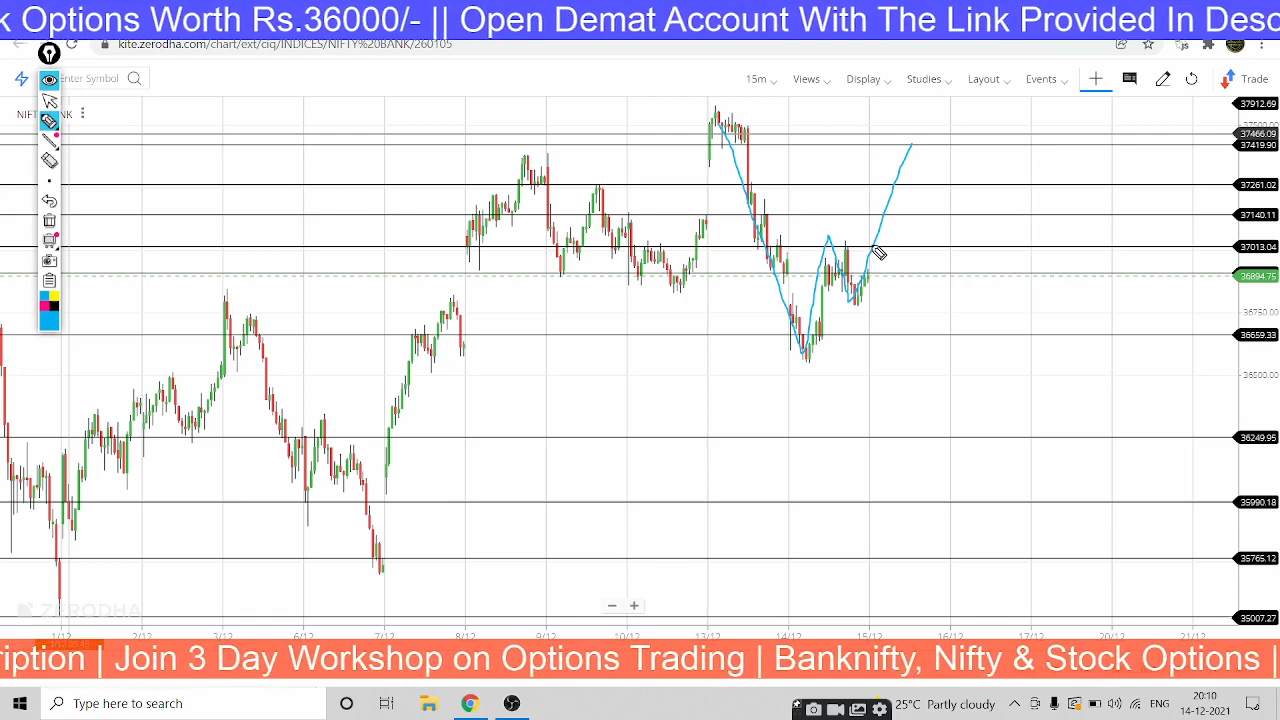 k Options Worth Rs.36000/- || Open Demat Account With The Link Provided In Desc
kite.zerodha.com/chart/ext/ciq/INDICES/NIFTY%20BANK/260105
Enter Symbol
15m Views Display Studies Layout Events Trade
37912.69
37500.00
37466.09
37419.90
37261.02
37140.11
37013.04
36894.75
36750.00
36659.33
36500.00
36249.95
35990.18
35765.12
35007.27
ZERODHA
1/12 2/12 3/12 6/12 7/12 8/12 9/12 10/12 13/12 14/12 15/12 16/12 17/12 20/12 21/12
ription | Join 3 Day Workshop on Options Trading | Banknifty, Nifty & Stock Options |
Type here to search
25°C Partly cloudy
ENG
20:10
14-12-2021